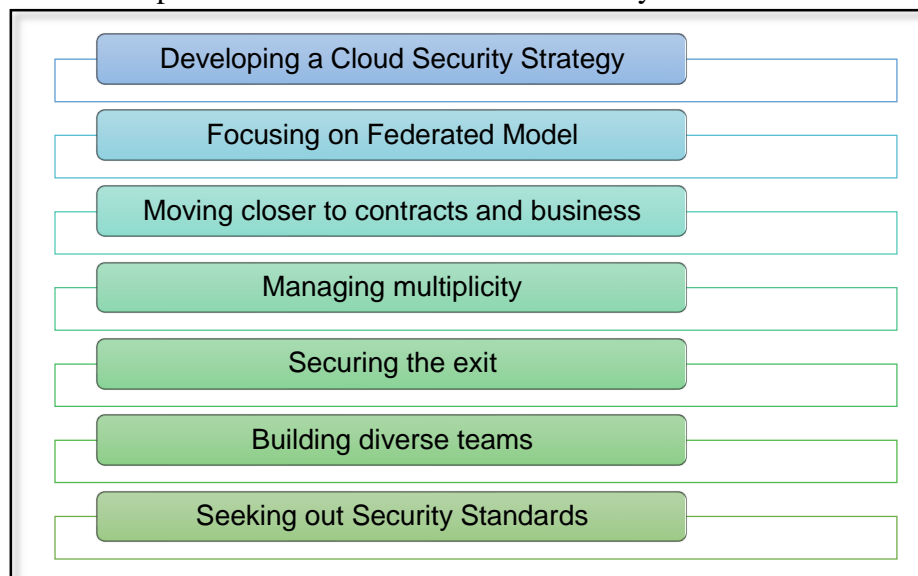 Developing a Cloud Security Strategy
Focusing on Federated Model
Moving closer to contracts and business
Managing multiplicity
Securing the exit
Building diverse teams
Seeking out Security Standards